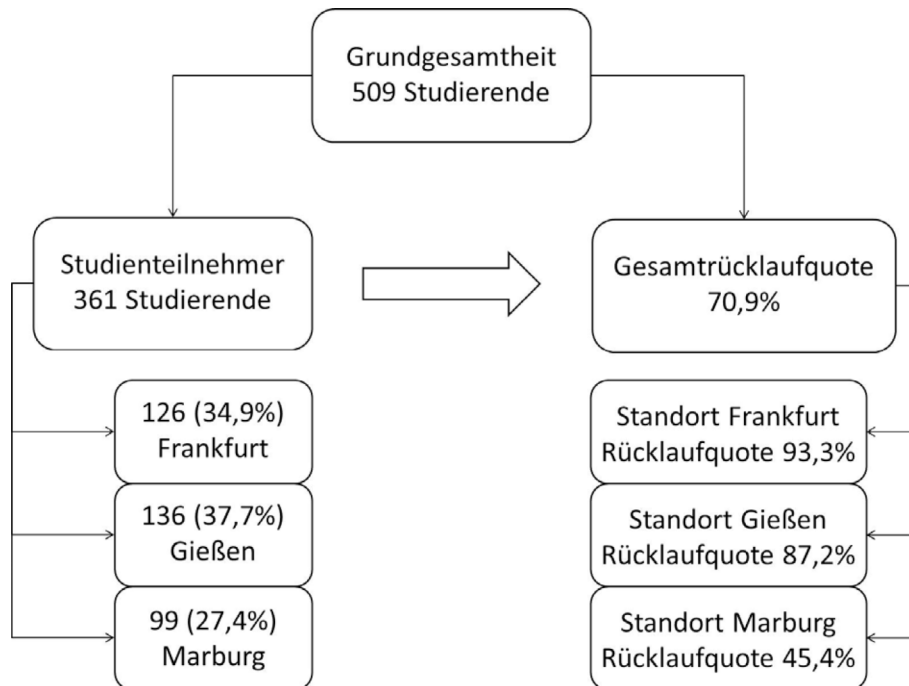 Grundgesamtheit
509 Studierende
Studienteilnehmer
361 Studierende
Gesamtrücklaufquote
70,9%
126 (34,9%)
Frankfurt
136 (37,7%)
Gießen
99 (27,4%)
Marburg
Standort Frankfurt
Rücklaufquote 93,3%
Standort Gießen
Rücklaufquote 87,2%
Standort Marburg
Rücklaufquote 45,4%